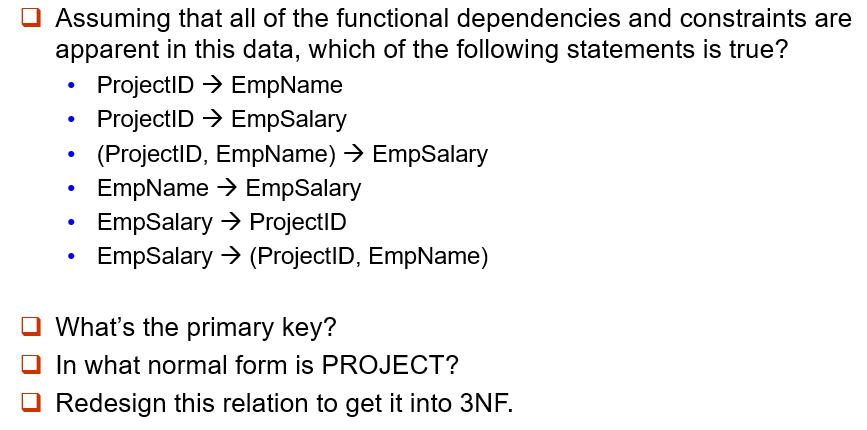 Assuming that all of the functional dependencies and constraints are
apparent in this data, which of the following statements is true?
• ProjectID → EmpName
• ProjectID → EmpSalary
• (ProjectID, EmpName) → EmpSalary
• EmpName → EmpSalary
• EmpSalary → ProjectID
• EmpSalary → (ProjectID, EmpName)
What’s the primary key?
In what normal form is PROJECT?
Redesign this relation to get it into 3NF.